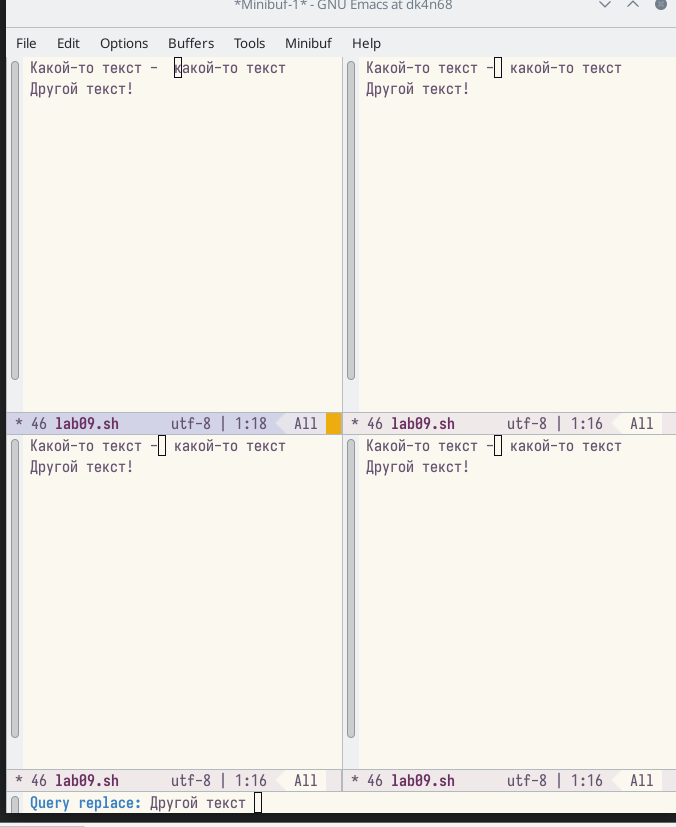 *Minibuf-1* - GNU Emacs at dk4n68
File Edit Options Buffers Tools Minibuf Help
Какой-то текст - какой-то текст
Другой текст!
* 46 lab09.sh utf-8 | 1:18 All
Какой-то текст - какой-то текст
Другой текст!
* 46 lab09.sh utf-8 | 1:16 All
Какой-то текст - какой-то текст
Другой текст!
* 46 lab09.sh utf-8 | 1:16 All
Какой-то текст - какой-то текст
Другой текст!
* 46 lab09.sh utf-8 | 1:16 All
Query replace: Другой текст